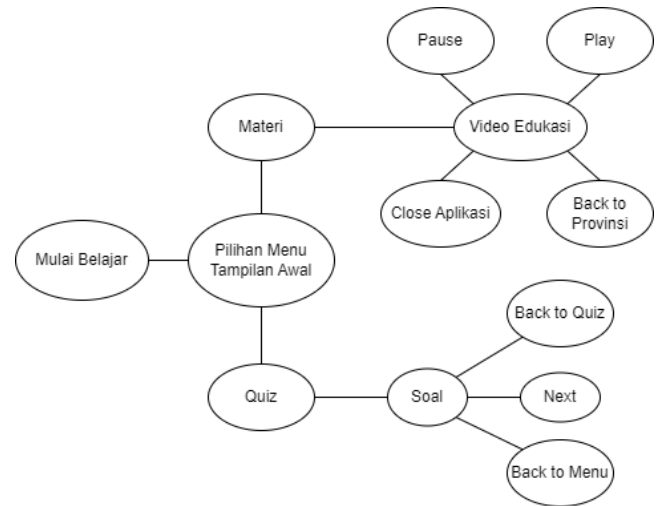 Pause
Play
Materi
Video Edukasi
Close Aplikasi
Back to
Provinsi
Mulai Belajar
Pilihan Menu
Tampilan Awal
Back to Quiz
Quiz
Soal
Next
Back to Menu